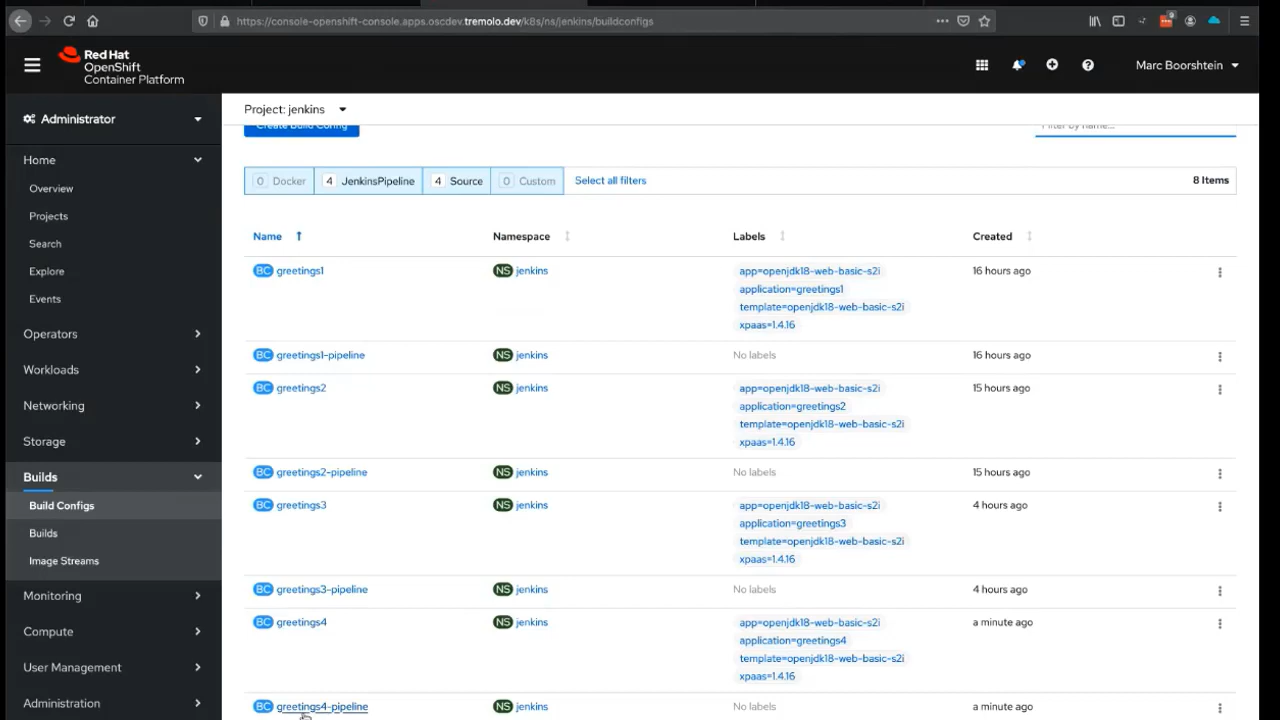 https://console-openshift-console.apps.oscdev.tremolo.dev/k8s/ns/jenkins/buildconfigs
Red Hat
OpenShift
Container Platform
Marc Boorshtein
Administrator
Project: jenkins
Create Build Config
Filter by name...
Home
Overview
Projects
Search
Explore
Events
Operators
Workloads
Networking
Storage
Builds
Build Configs
Builds
Image Streams
Monitoring
Compute
User Management
Administration
0 Docker 4 JenkinsPipeline 4 Source 0 Custom Select all filters 8 Items
Name Namespace Labels Created
BC greetings1 NS jenkins app=openjdk18-web-basic-s2i 16 hours ago
application=greetings1
template=openjdk18-web-basic-s2i
xpaas=1.4.16
BC greetings1-pipeline NS jenkins No labels 16 hours ago
BC greetings2 NS jenkins app=openjdk18-web-basic-s2i 15 hours ago
application=greetings2
template=openjdk18-web-basic-s2i
xpaas=1.4.16
BC greetings2-pipeline NS jenkins No labels 15 hours ago
BC greetings3 NS jenkins app=openjdk18-web-basic-s2i 4 hours ago
application=greetings3
template=openjdk18-web-basic-s2i
xpaas=1.4.16
BC greetings3-pipeline NS jenkins No labels 4 hours ago
BC greetings4 NS jenkins app=openjdk18-web-basic-s2i a minute ago
application=greetings4
template=openjdk18-web-basic-s2i
xpaas=1.4.16
BC greetings4-pipeline NS jenkins No labels a minute ago